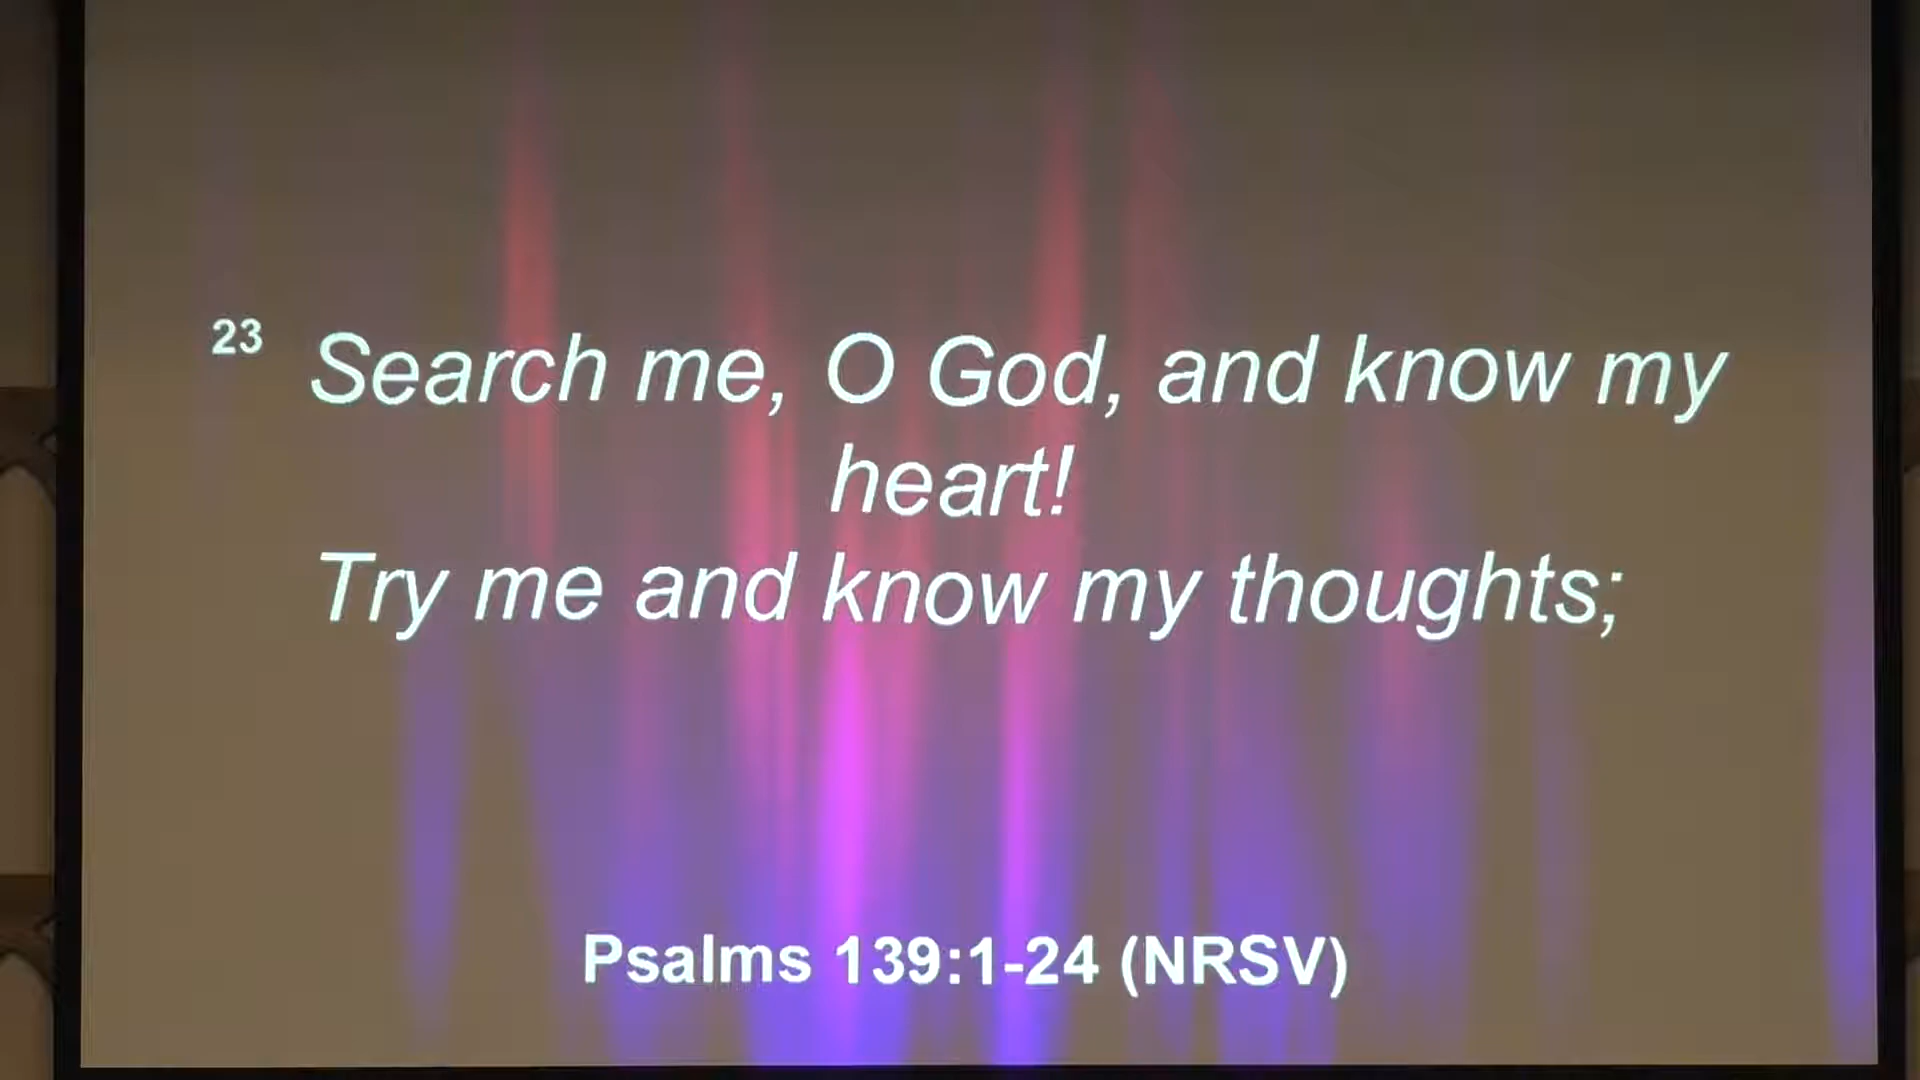 23 Search me, O God, and know my
heart!
Try me and know my thoughts;
Psalms 139:1-24 (NRSV)